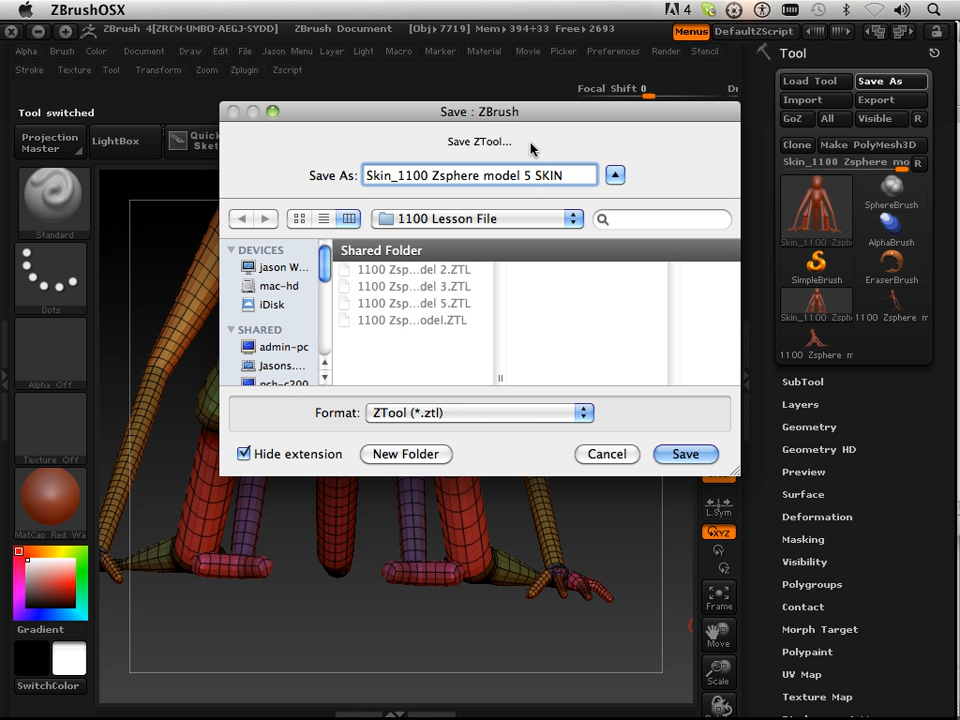 ZBrushOSX
4
ZBrush 4[ZRCM-UMBO-AEGJ-SYDD] ZBrush Document [Obj>7719] Mem>394+33 Free>2693 Menus DefaultZScript
Alpha Brush Color Document Draw Edit File Jason Menu Layer Light Macro Marker Material Movie Picker Preferences Render Stencil
Stroke Texture Tool Transform Zoom Zplugin Zscript
Focal Shift 0
Tool switched
Projection Master
LightBox
Quick
Standard
Dots
Alpha Off
Texture Off
MatCap Red Wa
Gradient
SwitchColor
Save : ZBrush
Save ZTool...
Save As: Skin_1100 Zsphere model 5 SKIN
1100 Lesson File
DEVICES
jason W...
mac-hd
iDisk
SHARED
admin-pc
Jasons....
Shared Folder
1100 Zsp...del 2.ZTL
1100 Zsp...del 3.ZTL
1100 Zsp...del 5.ZTL
1100 Zsp...odel.ZTL
Format: ZTool (*.ztl)
Hide extension New Folder Cancel Save
L.Sym
XYZ
Frame
Move
Scale
Tool
Load Tool Save As
Import Export
GoZ All Visible R
Clone Make PolyMesh3D
Skin_1100 Zsphere mo R
Skin_1100 Zsph
SphereBrush
AlphaBrush
SimpleBrush EraserBrush
Skin_1100 Zsph 1100 Zsphere m
1100 Zsphere m
SubTool
Layers
Geometry
Geometry HD
Preview
Surface
Deformation
Masking
Visibility
Polygroups
Contact
Morph Target
Polypaint
UV Map
Texture Map